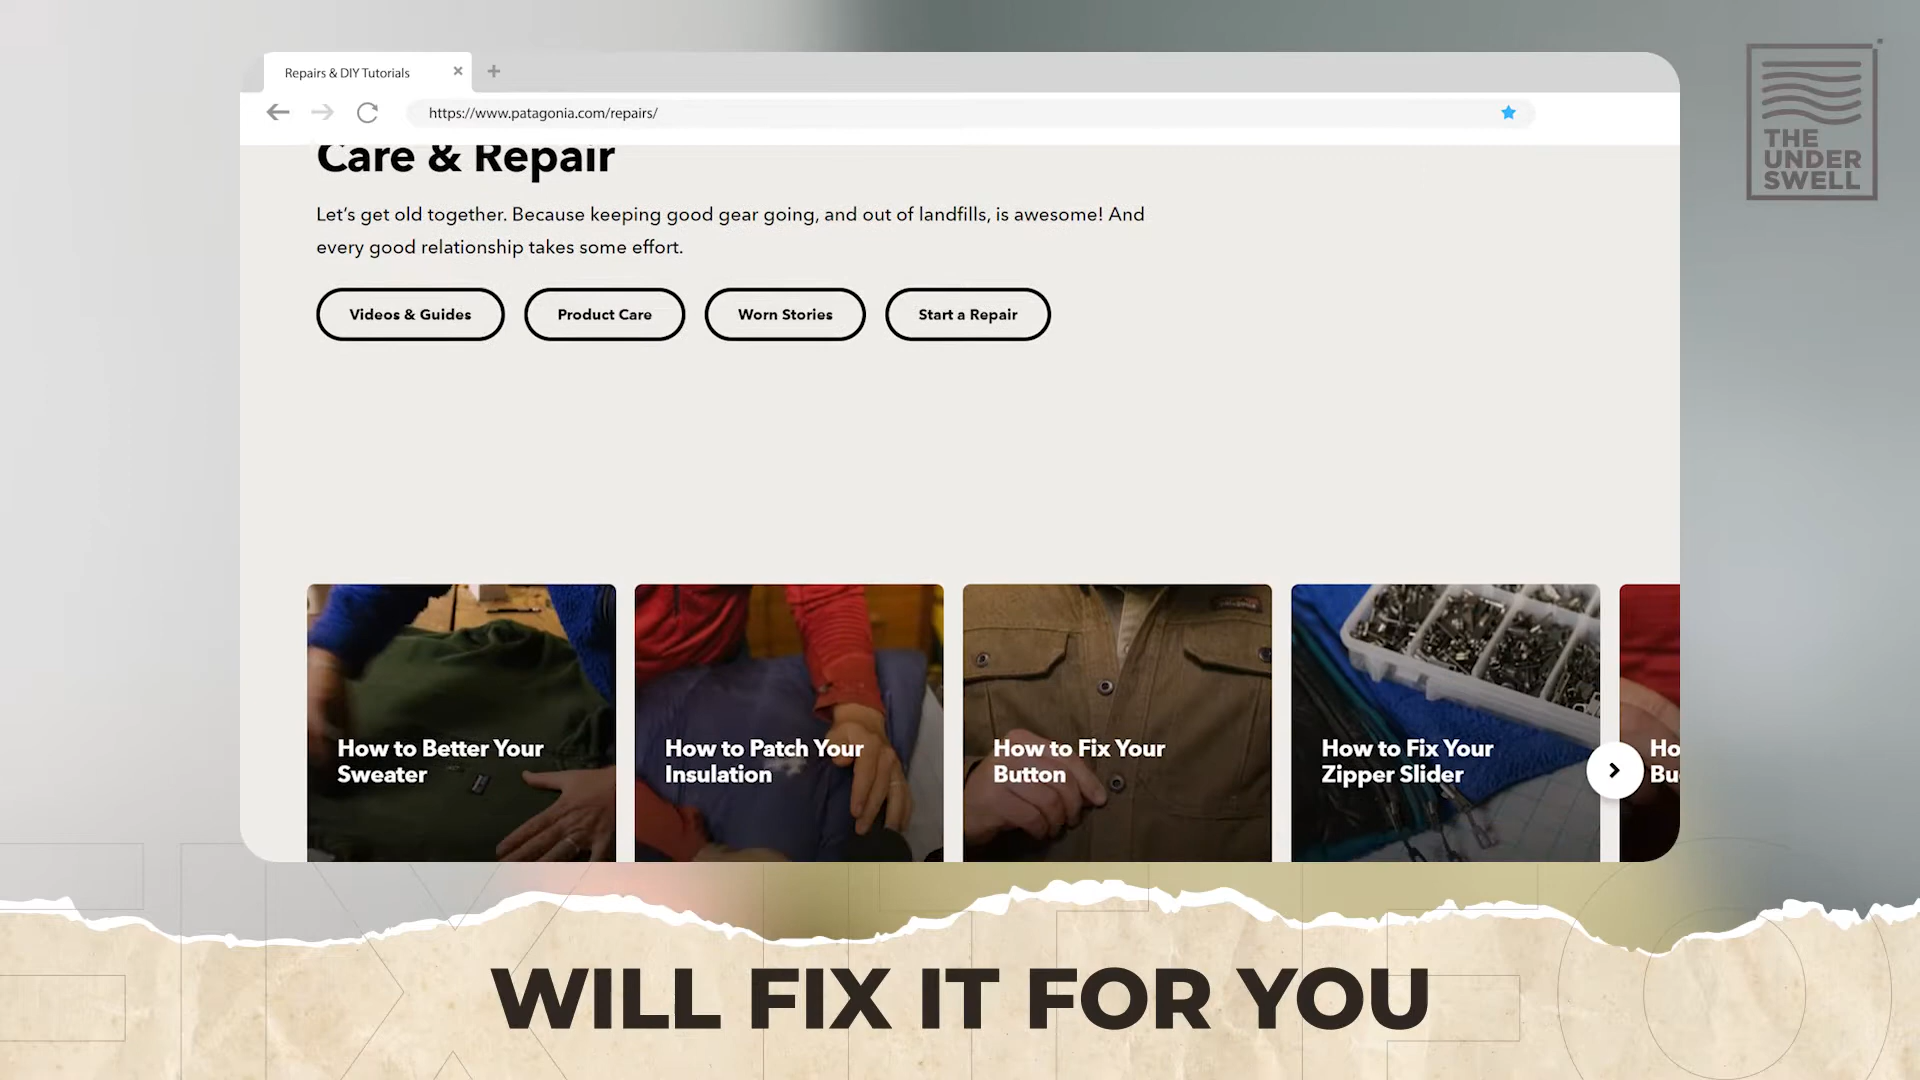 Repairs & DIY Tutorials
https://www.patagonia.com/repairs/
THE
UNDER
SWELL
Care & Repair
Let's get old together. Because keeping good gear going, and out of landfills, is awesome! And
every good relationship takes some effort.
Videos & Guides
Product Care
Worn Stories
Start a Repair
How to Better Your
Sweater
How to Patch Your
Insulation
How to Fix Your
Button
How to Fix Your
Zipper Slider
Ho
Bu
WILL FIX IT FOR YOU